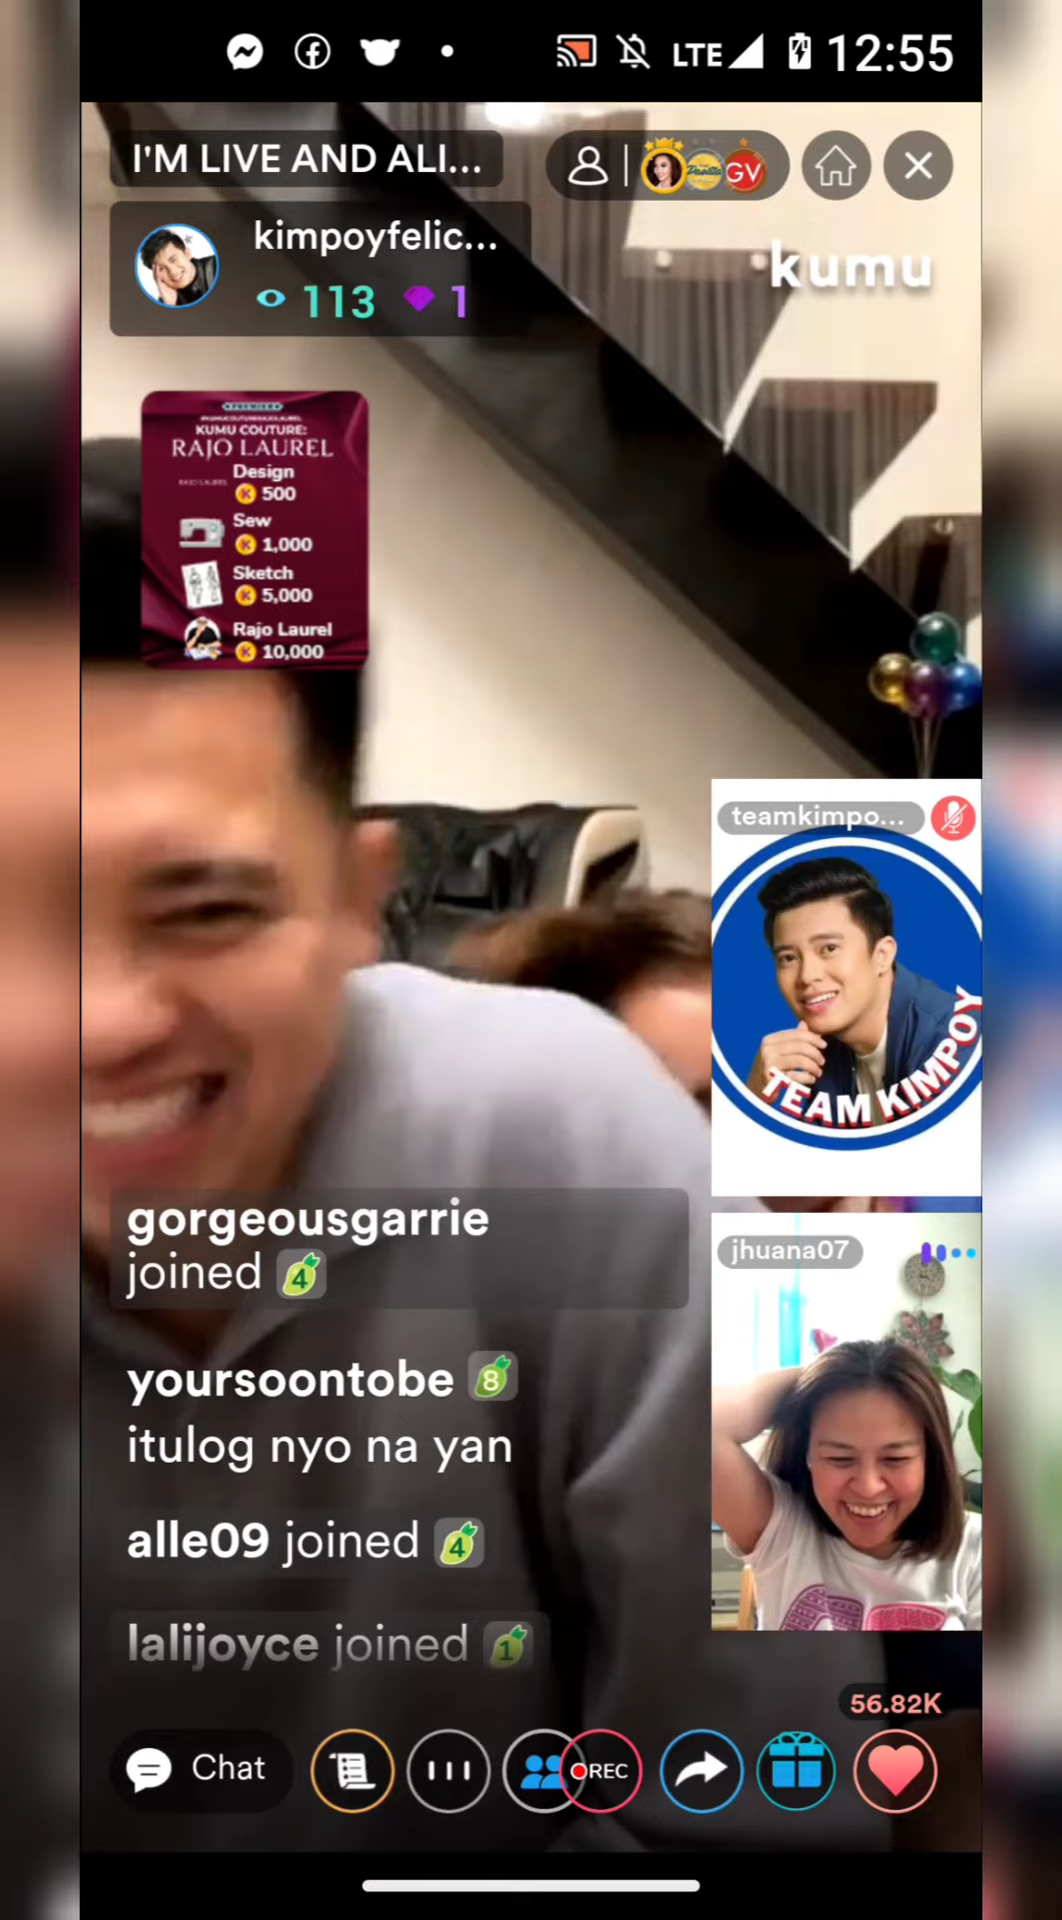 LTE 12:55
I'M LIVE AND ALI...
GV
kimpoyfelic...
113 1
kumu
KUMU COUTURE:
RAJO LAUREL
Design
500
Sew
1,000
Sketch
5,000
Rajo Laurel
10,000
teamkimpo...
TEAM KIMPOY
gorgeousgarrie
joined 4
jhuana07
yoursoontobe 8
itulog nyo na yan
alle09 joined 4
lalijoyce joined 1
56.82K
Chat
REC